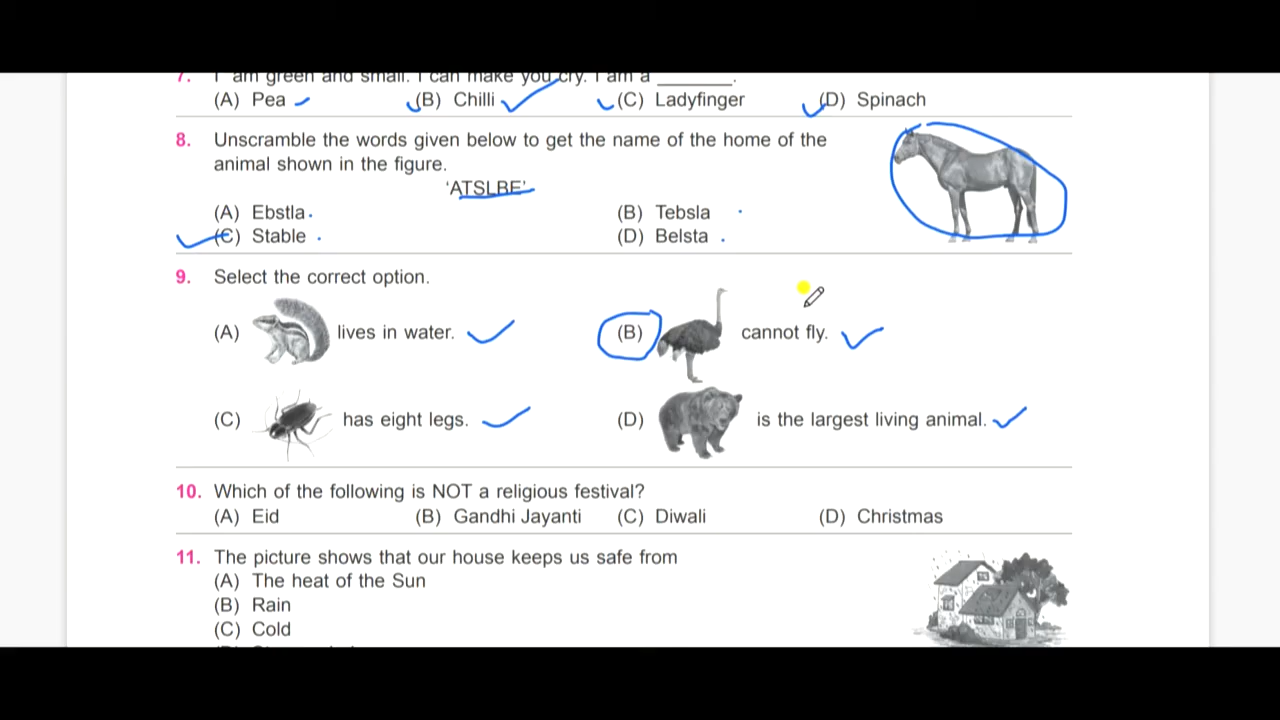 7. I am green and small. I can make you cry. I am a ________.
(A) Pea (B) Chilli (C) Ladyfinger (D) Spinach
8. Unscramble the words given below to get the name of the home of the
animal shown in the figure.
'ATSLBE'
(A) Ebstla (B) Tebsla
(C) Stable (D) Belsta
9. Select the correct option.
(A) lives in water. (B) cannot fly.
(C) has eight legs. (D) is the largest living animal.
10. Which of the following is NOT a religious festival?
(A) Eid (B) Gandhi Jayanti (C) Diwali (D) Christmas
11. The picture shows that our house keeps us safe from
(A) The heat of the Sun
(B) Rain
(C) Cold